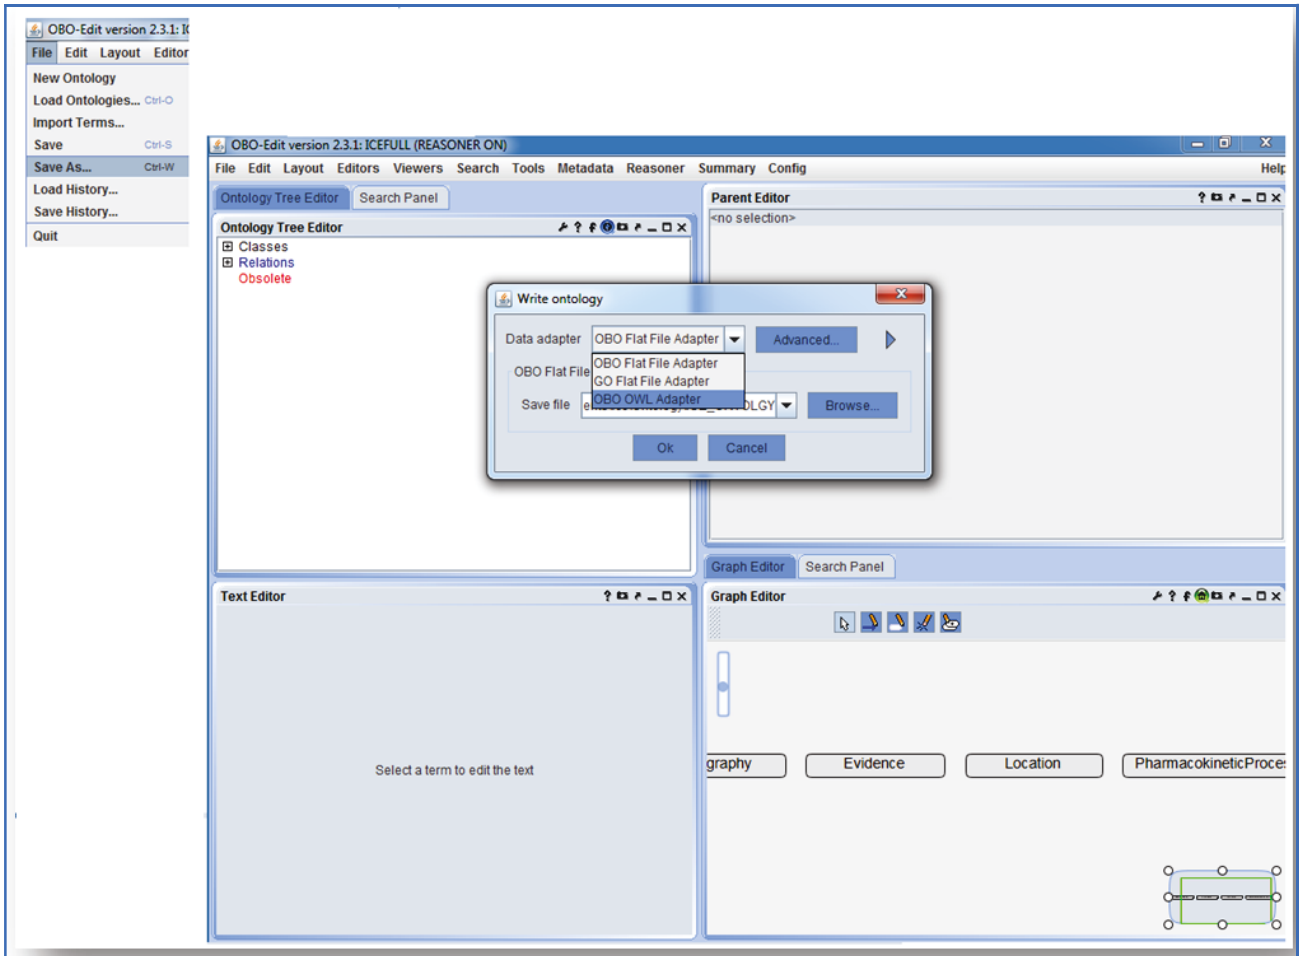 OBO-Edit version 2.3.1:
File Edit Layout Editor
New Ontology
Load Ontologies... Ctrl-O
Import Terms...
Save Ctrl-S
Save As... Ctrl-W
Load History...
Save History...
Quit
OBO-Edit version 2.3.1: ICEFULL (REASONER ON)
File Edit Layout Editors Viewers Search Tools Metadata Reasoner Summary Config Help
Ontology Tree Editor Search Panel
Ontology Tree Editor
Classes
Relations
Obsolete
Parent Editor
<no selection>
Write ontology
Data adapter OBO Flat File Adapter Advanced...
OBO Flat File Adapter
GO Flat File Adapter
OBO OWL Adapter
OBO Flat File
Save file OLGY Browse...
Ok Cancel
Graph Editor Search Panel
Text Editor
Select a term to edit the text
Graph Editor
graphy Evidence Location PharmacokineticProce